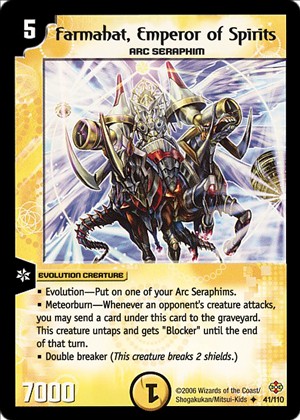 5
Farmahat, Emperor of Spirits
ARC SERAPHIM
EVOLUTION CREATURE
▪ Evolution—Put on one of your Arc Seraphims.
▪ Meteorburn—Whenever an opponent's creature attacks,
you may send a card under this card to the graveyard.
This creature untaps and gets "Blocker" until the end
of that turn.
▪ Double breaker (This creature breaks 2 shields.)
7000
1
©2006 Wizards of the Coast/
Shogakukan/Mitsui-Kids ♦ 41/110